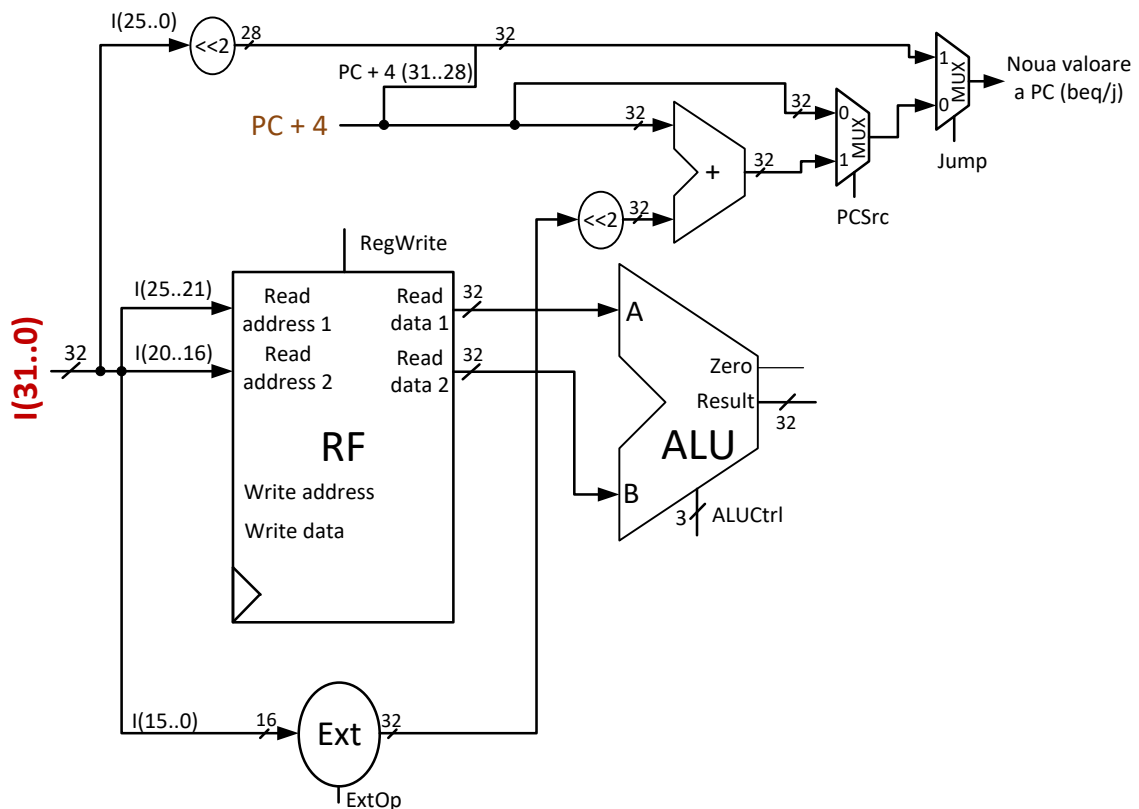 I(25..0)
<<2
28
32
PC + 4 (31..28)
PC + 4
32
32
0
MUX
1
1
MUX
0
Noua valoare
a PC (beq/j)
Jump
PCSrc
+
32
<<2
32
RegWrite
I(31..0)
32
I(25..21)
I(20..16)
Read
address 1
Read
address 2
Read
data 1
Read
data 2
32
32
RF
Write address
Write data
A
B
Zero
Result
32
ALU
3
ALUCtrl
I(15..0)
16
Ext
32
ExtOp